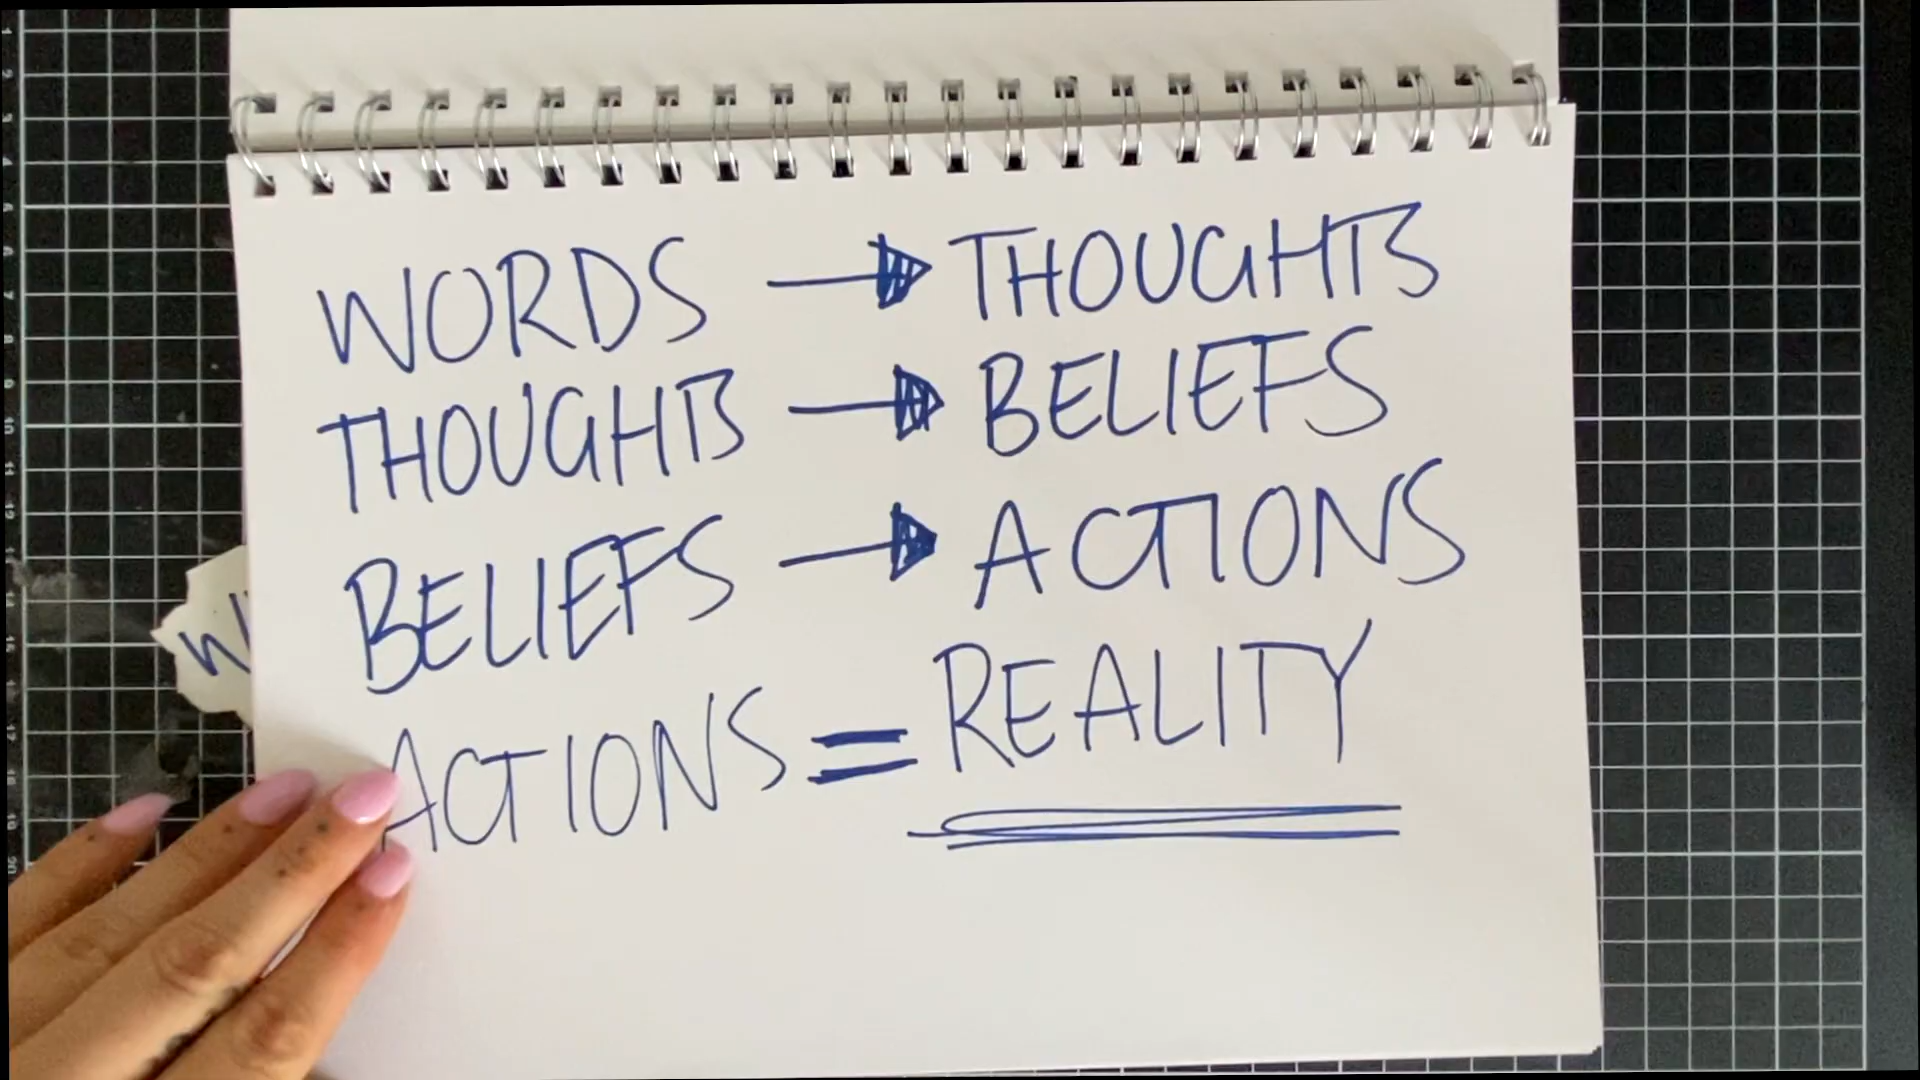 WORDS → THOUGHTS
THOUGHTS → BELIEFS
BELIEFS → ACTIONS
ACTIONS = REALITY